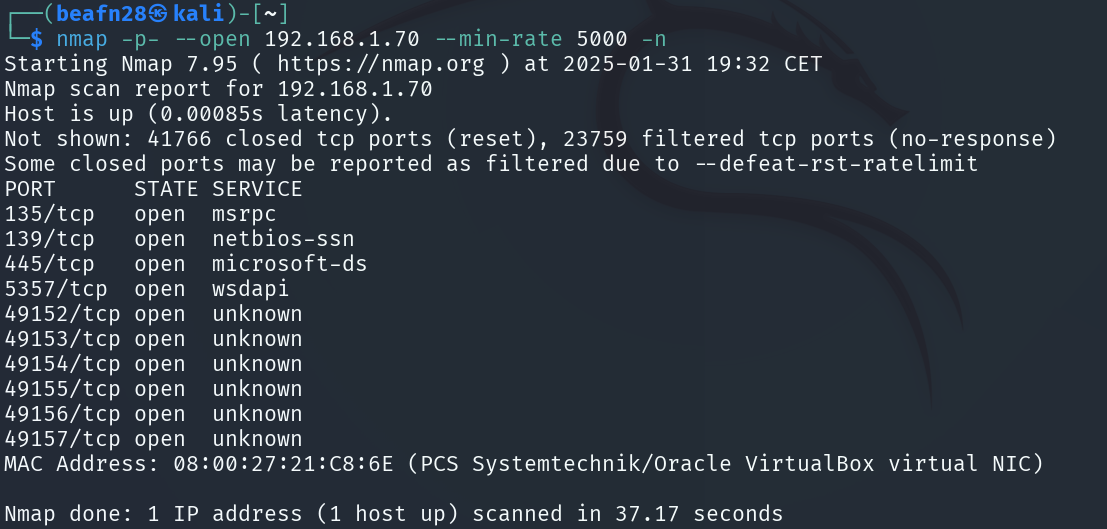 ┌──(beafn28㉿kali)-[~]
└─$ nmap -p- --open 192.168.1.70 --min-rate 5000 -n
Starting Nmap 7.95 ( https://nmap.org ) at 2025-01-31 19:32 CET
Nmap scan report for 192.168.1.70
Host is up (0.00085s latency).
Not shown: 41766 closed tcp ports (reset), 23759 filtered tcp ports (no-response)
Some closed ports may be reported as filtered due to --defeat-rst-ratelimit
PORT      STATE SERVICE
135/tcp   open  msrpc
139/tcp   open  netbios-ssn
445/tcp   open  microsoft-ds
5357/tcp  open  wsdapi
49152/tcp open  unknown
49153/tcp open  unknown
49154/tcp open  unknown
49155/tcp open  unknown
49156/tcp open  unknown
49157/tcp open  unknown
MAC Address: 08:00:27:21:C8:6E (PCS Systemtechnik/Oracle VirtualBox virtual NIC)
Nmap done: 1 IP address (1 host up) scanned in 37.17 seconds